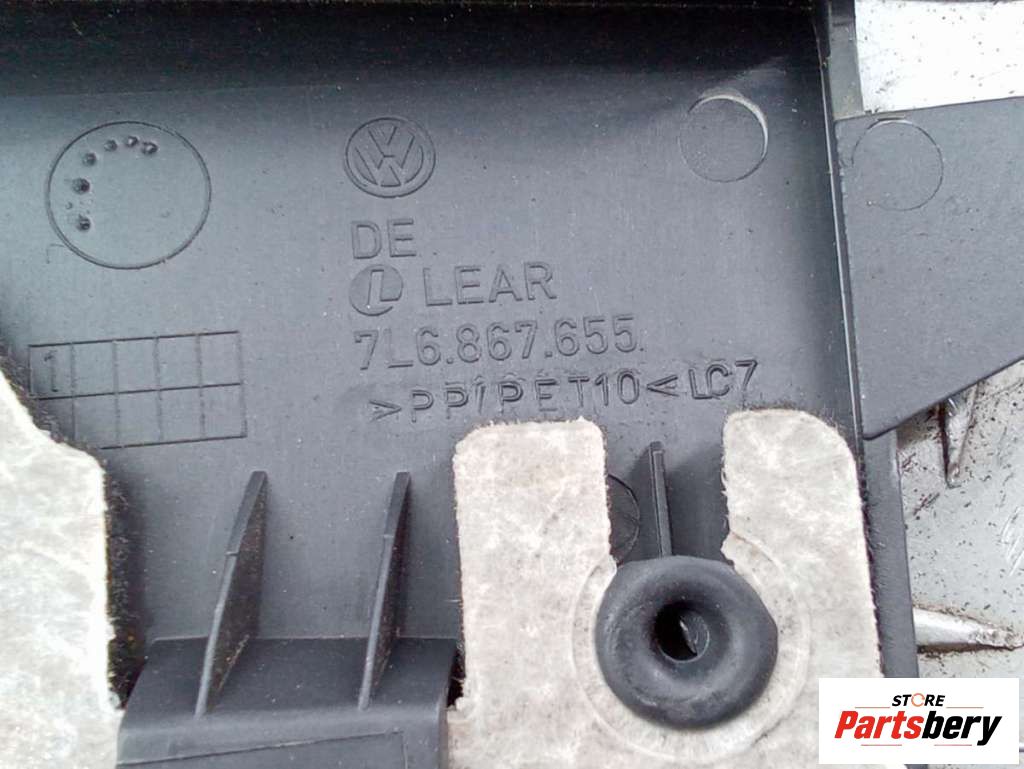 DE
L LEAR
7L6.867.655
>PP/PET10< LC7
1
STORE
Partsbery